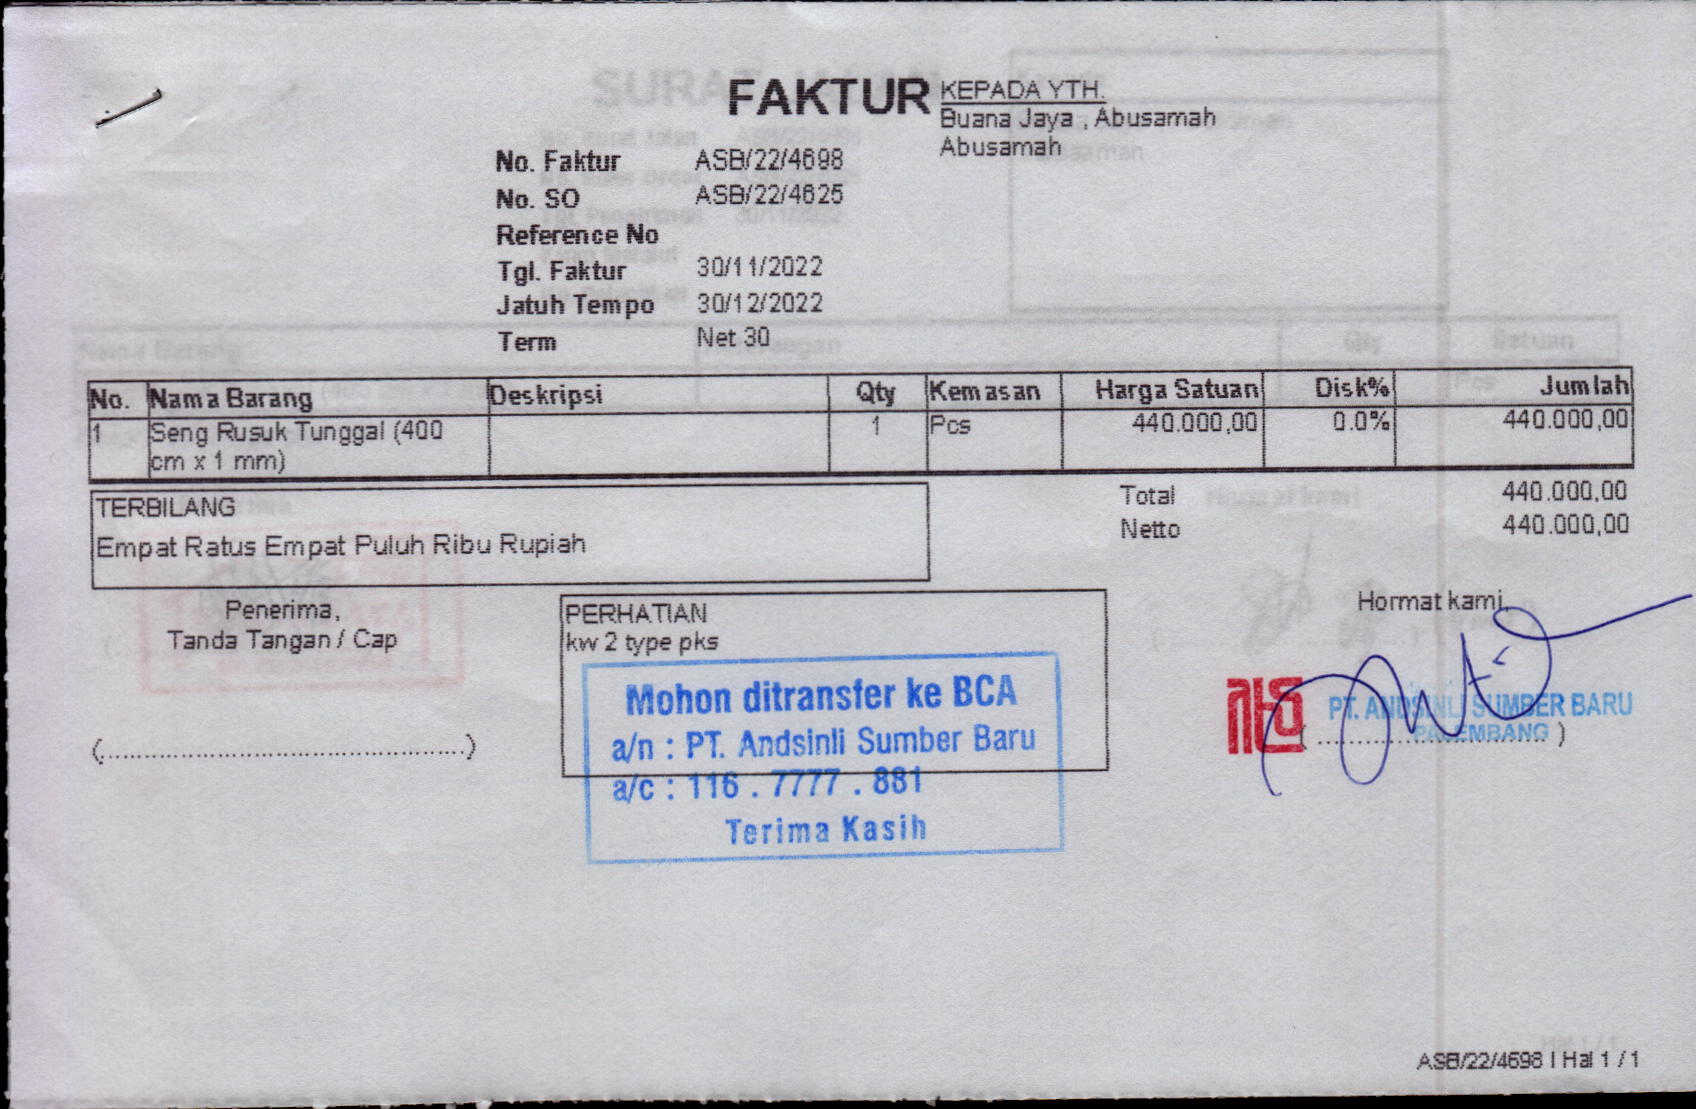 FAKTUR
KEPADA YTH.
Buana Jaya , Abusamah
Abusamah
No. Faktur ASB/22/4698
No. SO ASB/22/4625
Reference No
Tgl. Faktur 30/11/2022
Jatuh Tempo 30/12/2022
Term Net 30
No. Nama Barang Deskripsi Qty Kemasan Harga Satuan Disk% Jumlah
1 Seng Rusuk Tunggal (400 1 Pcs 440.000,00 0.0% 440.000,00
cm x 1 mm)
TERBILANG
Empat Ratus Empat Puluh Ribu Rupiah
Total 440.000,00
Netto 440.000,00
Penerima,
Tanda Tangan / Cap
(..................................................)
PERHATIAN
kw 2 type pks
Mohon ditransfer ke BCA
a/n : PT. Andsinli Sumber Baru
a/c : 116 . 7777 . 881
Terima Kasih
Hormat kami,
PT. ANDSINLI SUMBER BARU
PALEMBANG
(..................................)
ASB/22/4698 | Hal 1 / 1